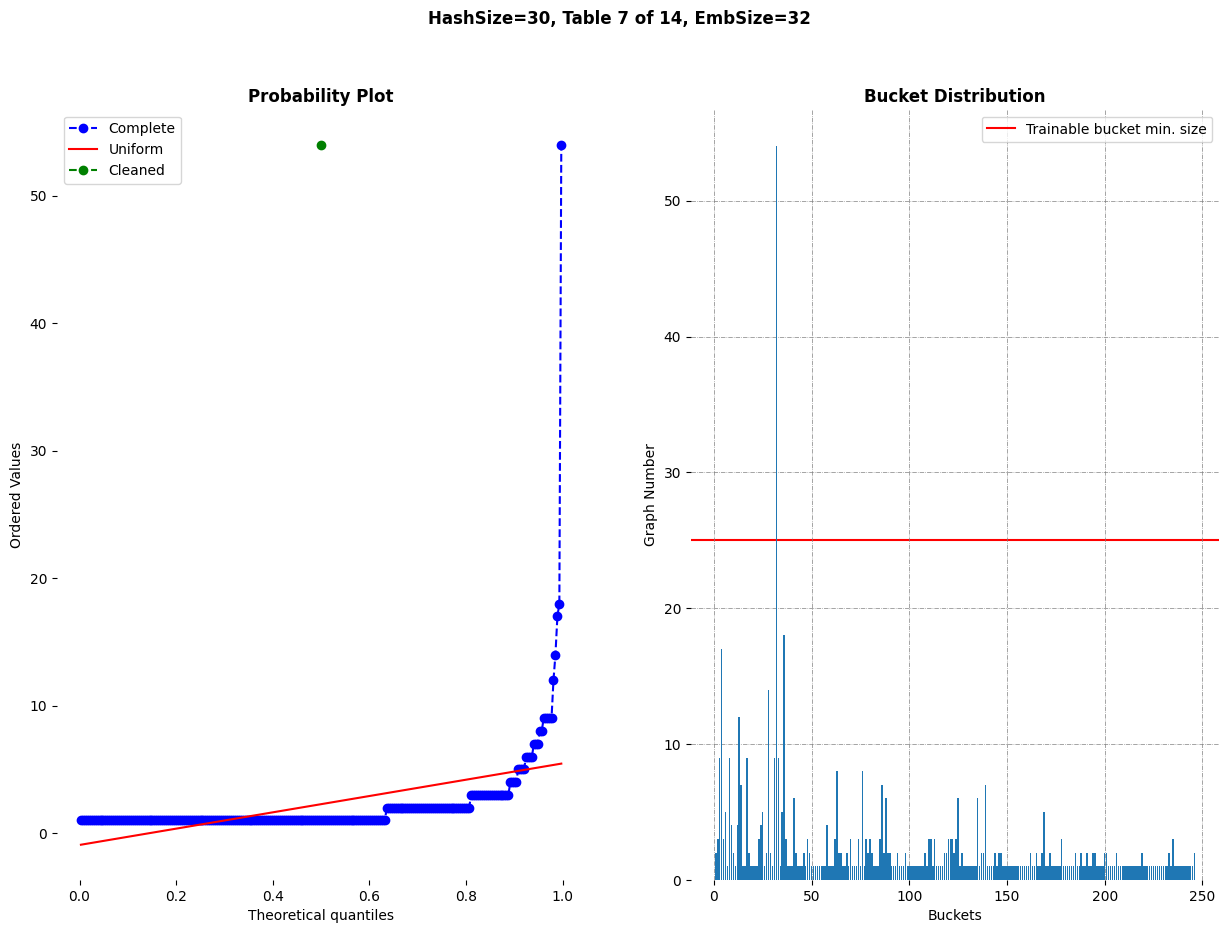 HashSize=30, Table 7 of 14, EmbSize=32
Probability Plot
Complete
Uniform
Cleaned
50
40
30
20
10
0
Ordered Values
0.0 0.2 0.4 0.6 0.8 1.0
Theoretical quantiles
Bucket Distribution
Trainable bucket min. size
50
40
30
20
10
0
Graph Number
0 50 100 150 200 250
Buckets